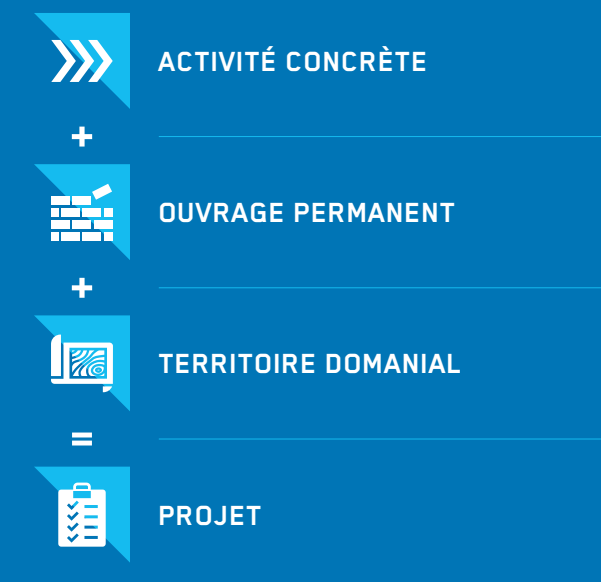 ACTIVITÉ CONCRÈTE
+
OUVRAGE PERMANENT
+
TERRITOIRE DOMANIAL
=
PROJET